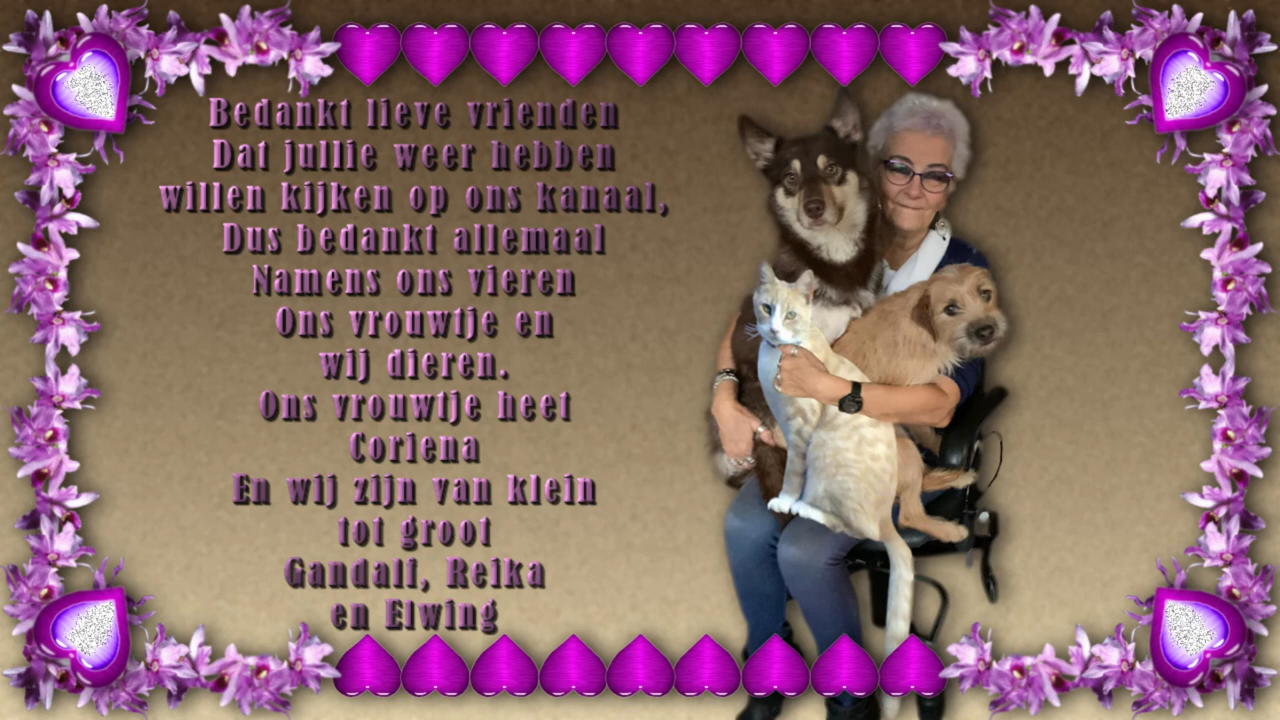 Bedankt lieve vrienden
Dat jullie weer hebben
willen kijken op ons kanaal,
Dus bedankt allemaal
Namens ons vieren
Ons vrouwtje en
wij dieren.
Ons vrouwtje heet
Coriena
En wij zijn van klein
tot groot
Gandalf, Reika
en Elwing